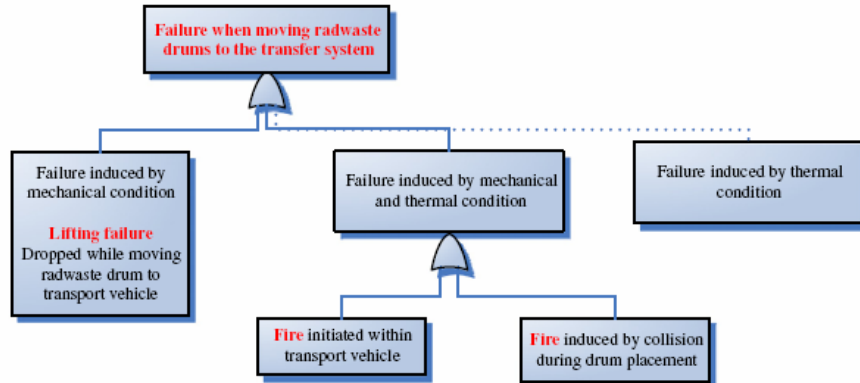 Failure when moving radwaste
drums to the transfer system
Failure induced by
mechanical condition
Lifting failure
Dropped while moving
radwaste drum to
transport vehicle
Failure induced by mechanical
and thermal condition
Failure induced by thermal
condition
Fire initiated within
transport vehicle
Fire induced by collision
during drum placement